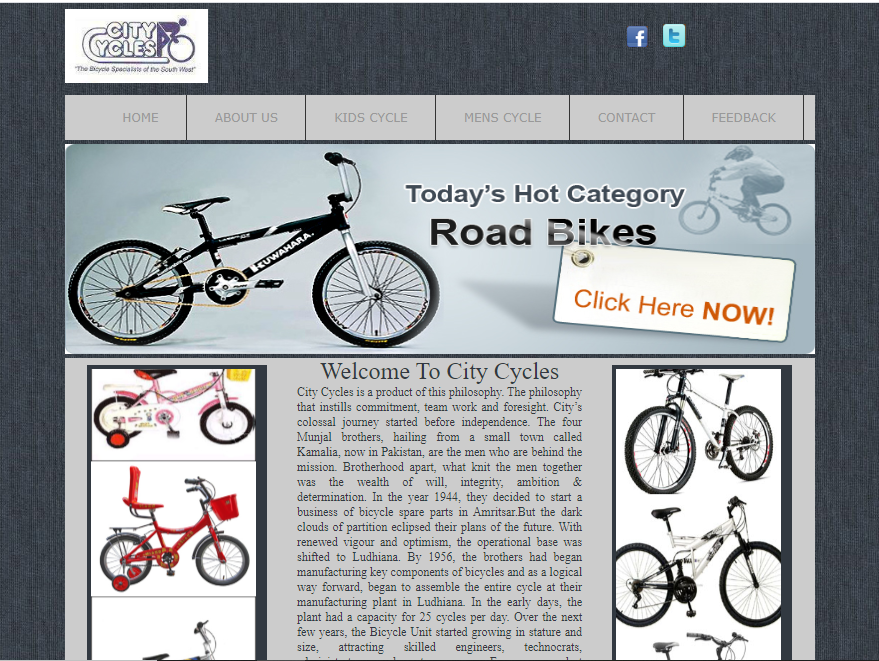 CITY
CYCLES
"The Bicycle Specialists of the South West"
HOME ABOUT US KIDS CYCLE MENS CYCLE CONTACT FEEDBACK
Today's Hot Category
Road Bikes
KUWAHARA.
Click Here NOW!
Welcome To City Cycles
City Cycles is a product of this philosophy. The philosophy
that instills commitment, team work and foresight. City's
colossal journey started before independence. The four
Munjal brothers, hailing from a small town called
Kamalia, now in Pakistan, are the men who are behind the
mission. Brotherhood apart, what knit the men together
was the wealth of will, integrity, ambition &
determination. In the year 1944, they decided to start a
business of bicycle spare parts in Amritsar.But the dark
clouds of partition eclipsed their plans of the future. With
renewed vigour and optimism, the operational base was
shifted to Ludhiana. By 1956, the brothers had began
manufacturing key components of bicycles and as a logical
way forward, began to assemble the entire cycle at their
manufacturing plant in Ludhiana. In the early days, the
plant had a capacity for 25 cycles per day. Over the next
few years, the Bicycle Unit started growing in stature and
size, attracting skilled engineers, technocrats,